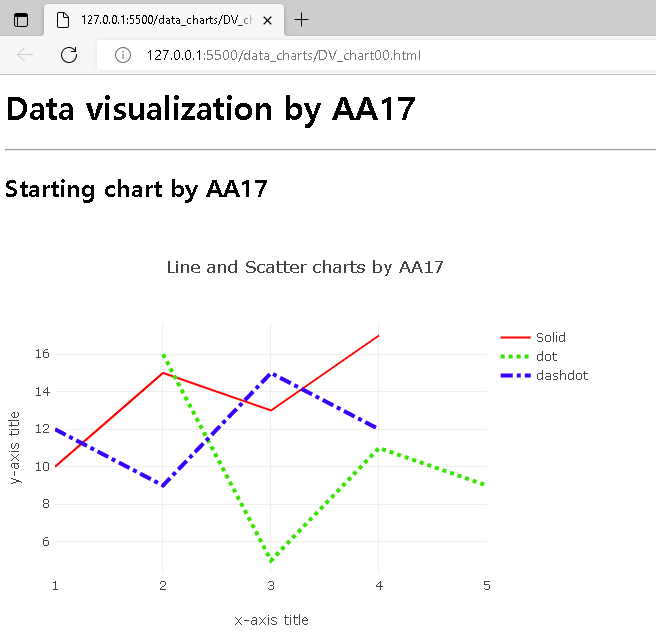 127.0.0.1:5500/data_charts/DV_ch
127.0.0.1:5500/data_charts/DV_chart00.html
Data visualization by AA17
Starting chart by AA17
Line and Scatter charts by AA17
Solid
dot
dashdot
16
14
12
10
8
6
y-axis title
1 2 3 4 5
x-axis title